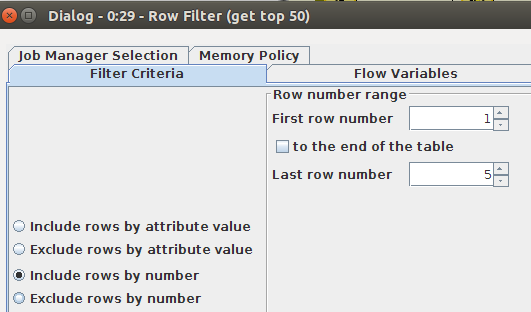 Dialog - 0:29 - Row Filter (get top 50)
Job Manager Selection Memory Policy
Filter Criteria Flow Variables
Row number range
First row number 1
to the end of the table
Last row number 5
Include rows by attribute value
Exclude rows by attribute value
Include rows by number
Exclude rows by number